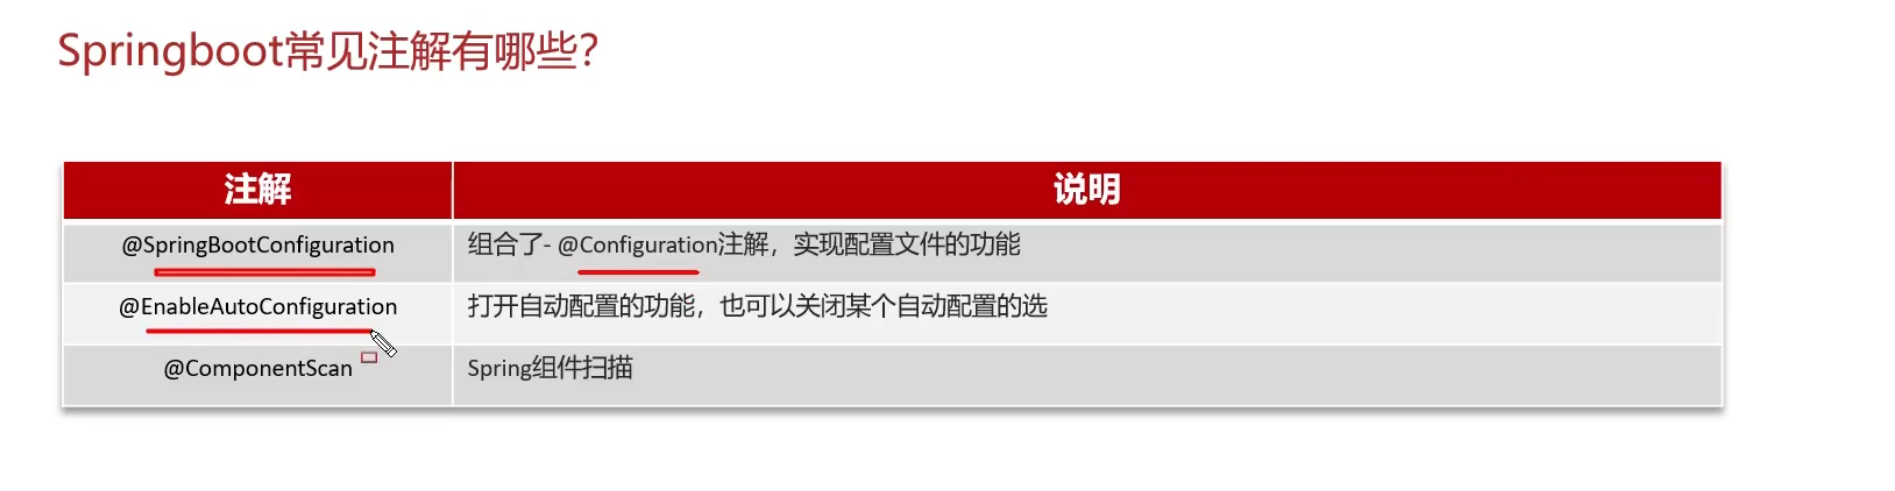 Springboot常见注解有哪些?
注解 说明
@SpringBootConfiguration 组合了- @Configuration注解，实现配置文件的功能
@EnableAutoConfiguration 打开自动配置的功能，也可以关闭某个自动配置的选
@ComponentScan Spring组件扫描